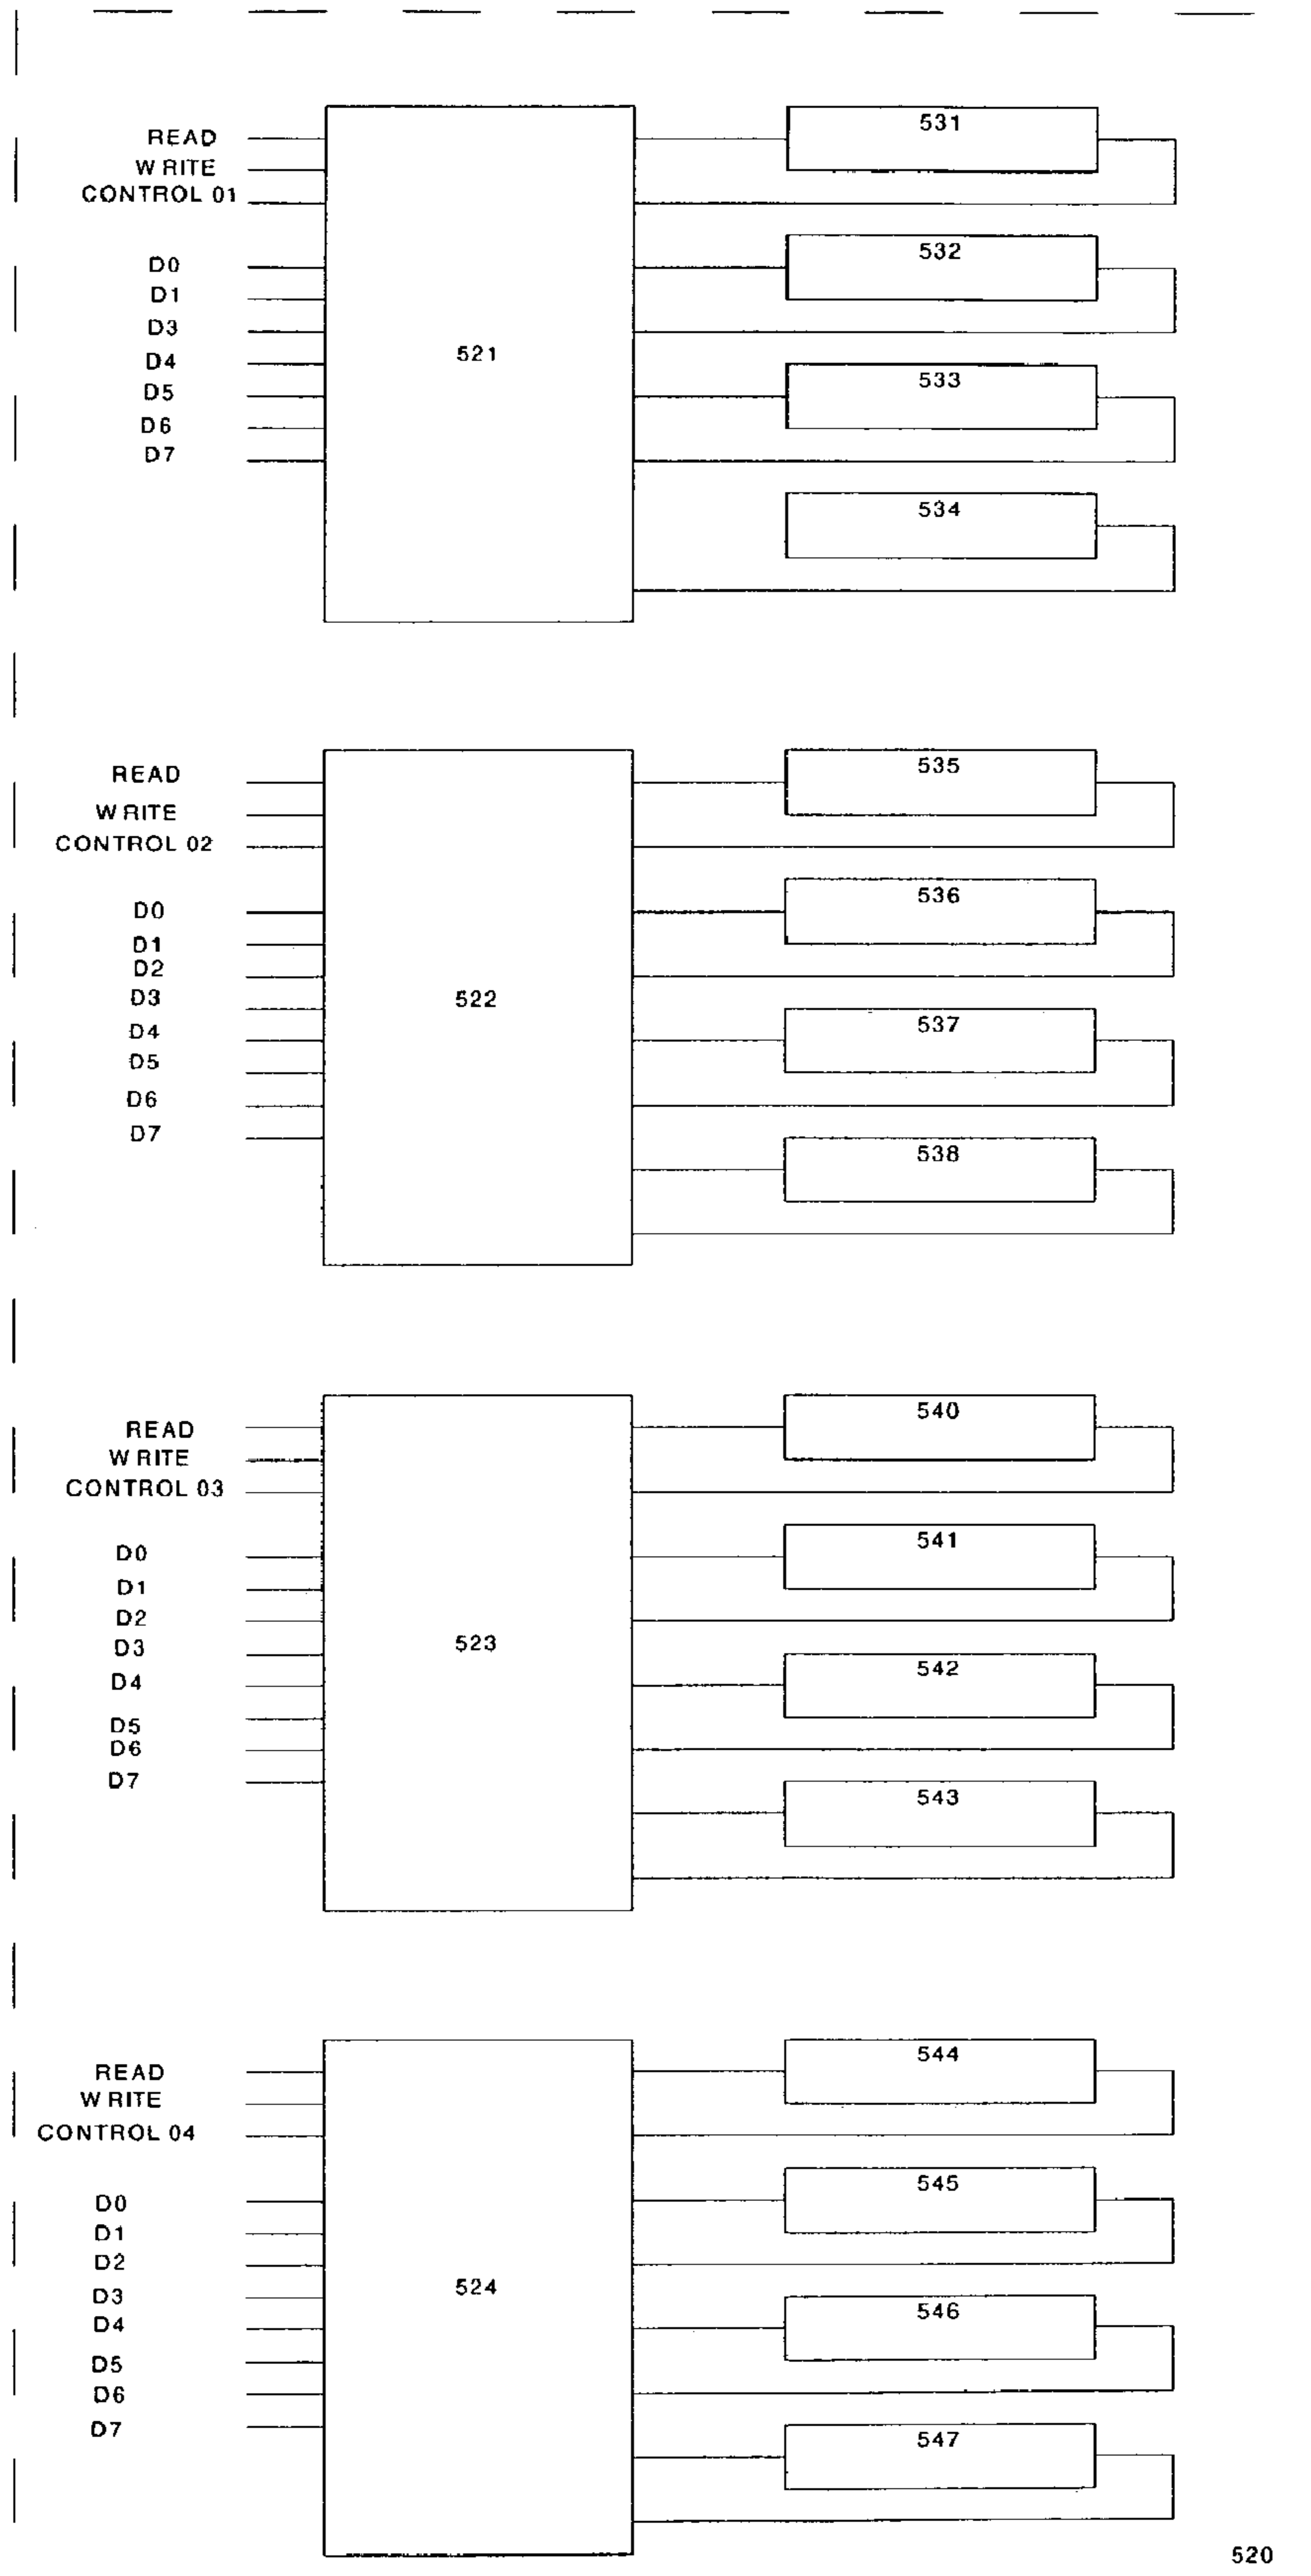 READ
WRITE
CONTROL 01
D0
D1
D3
D4
D5
D6
D7
521
531
532
533
534
READ
WRITE
CONTROL 02
D0
D1
D2
D3
D4
D5
D6
D7
522
535
536
537
538
READ
WRITE
CONTROL 03
D0
D1
D2
D3
D4
D5
D6
D7
523
540
541
542
543
READ
WRITE
CONTROL 04
D0
D1
D2
D3
D4
D5
D6
D7
524
544
545
546
547
520